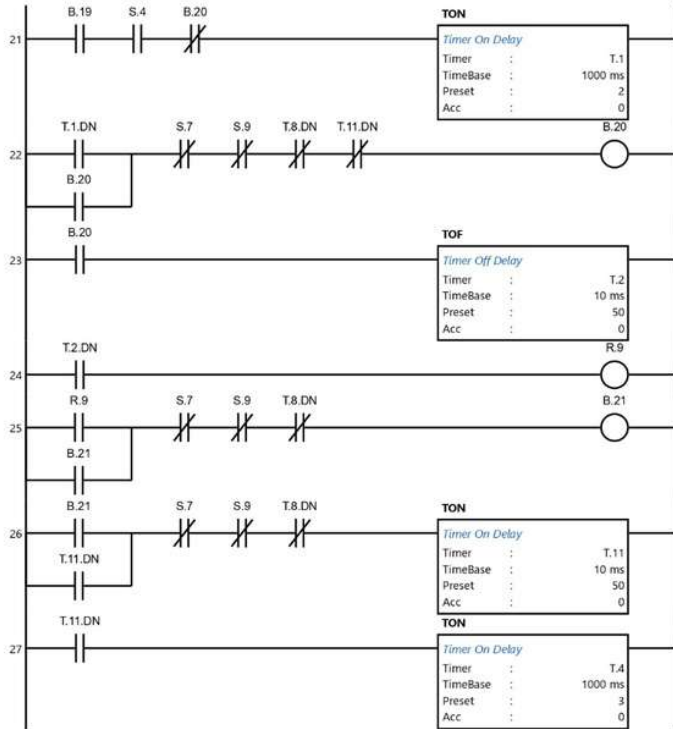 B.19 S.4 B.20 TON
21
Timer On Delay
Timer : T.1
TimeBase : 1000 ms
Preset : 2
Acc : 0
T.1.DN S.7 S.9 T.8.DN T.11.DN B.20
22
B.20
B.20 TOF
23
Timer Off Delay
Timer : T.2
TimeBase : 10 ms
Preset : 50
Acc : 0
T.2.DN R.9
24
R.9 S.7 S.9 T.8.DN B.21
25
B.21
B.21 S.7 S.9 T.8.DN TON
26
Timer On Delay
Timer : T.11
T.11.DN TimeBase : 10 ms
Preset : 50
Acc : 0
T.11.DN TON
27
Timer On Delay
Timer : T.4
TimeBase : 1000 ms
Preset : 3
Acc : 0